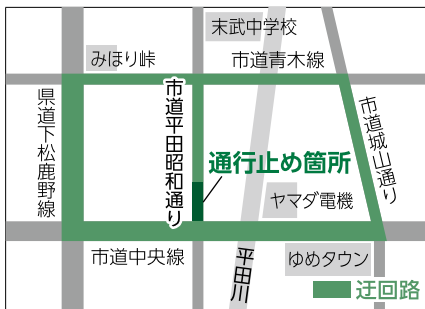 末武中学校
みほり峠
市道青木線
県道下松鹿野線
市道平田昭和通り
市道城山通り
通行止め箇所
ヤマダ電機
市道中央線
平田川
ゆめタウン
迂回路